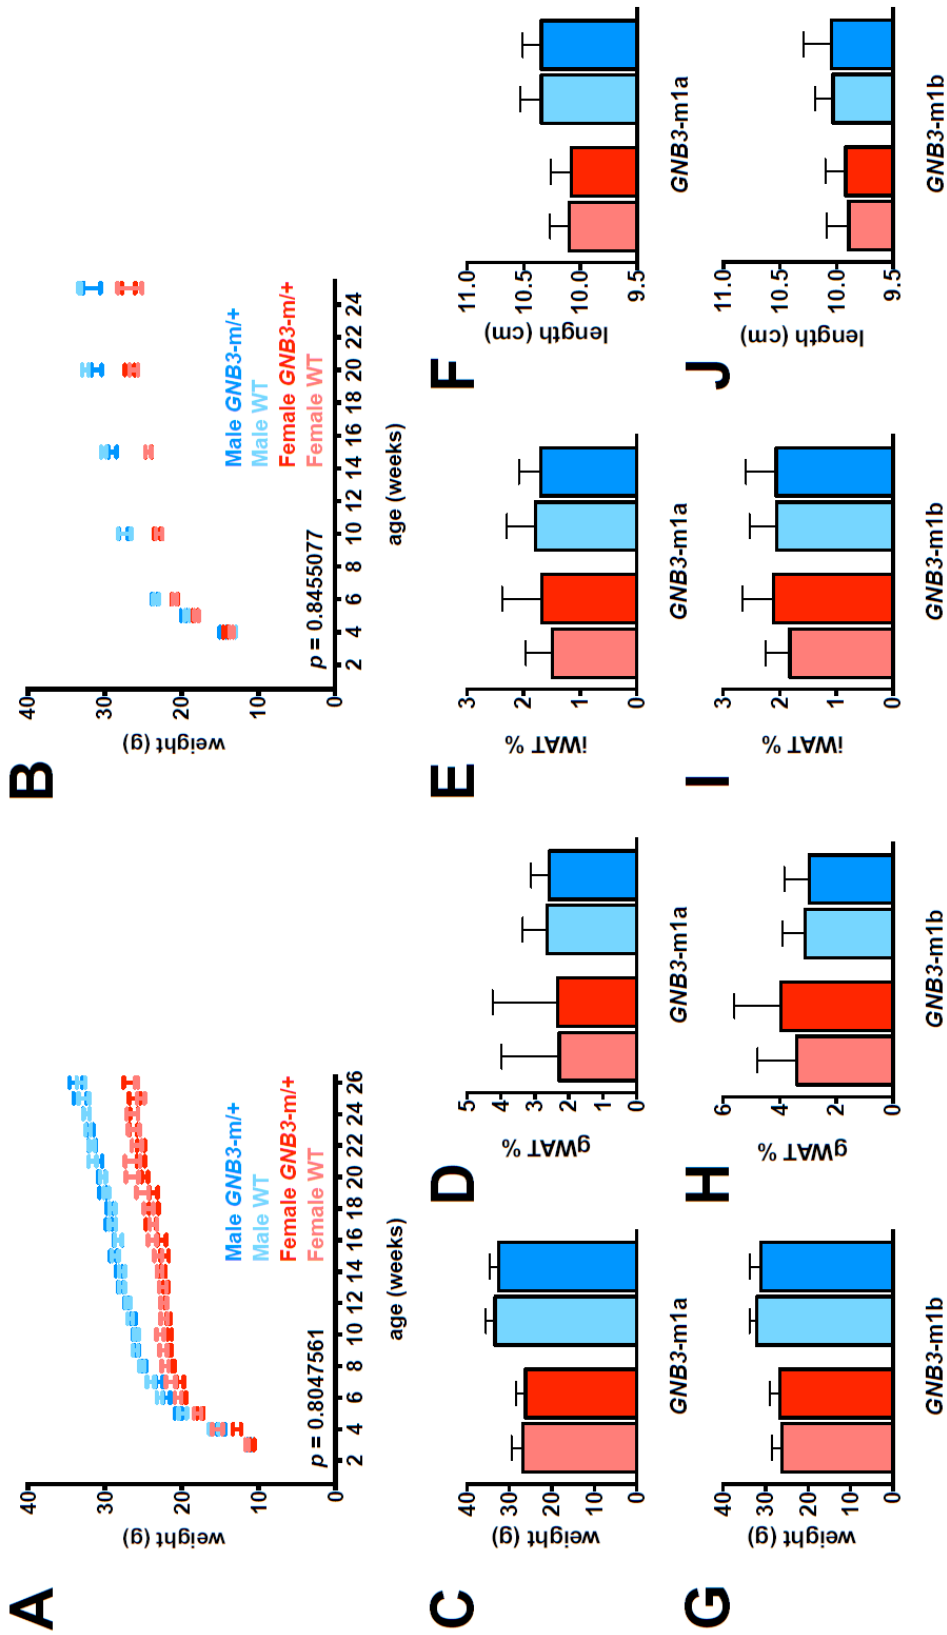 A
weight (g)
40
30
20
10
0
2 4 6 8 10 12 14 16 18 20 22 24 26
age (weeks)
p = 0.8047561
Male GNB3-m/+
Male WT
Female GNB3-m/+
Female WT
B
weight (g)
40
30
20
10
0
2 4 6 8 10 12 14 16 18 20 22 24
age (weeks)
p = 0.8455077
Male GNB3-m/+
Male WT
Female GNB3-m/+
Female WT
C
weight (g)
40
30
20
10
0
GNB3-m1a
D
gWAT %
5
4
3
2
1
0
GNB3-m1a
E
iWAT %
3
2
1
0
GNB3-m1a
F
length (cm)
11.0
10.5
10.0
9.5
GNB3-m1a
G
weight (g)
40
30
20
10
0
GNB3-m1b
H
gWAT %
6
4
2
0
GNB3-m1b
I
iWAT %
3
2
1
0
GNB3-m1b
J
length (cm)
11.0
10.5
10.0
9.5
GNB3-m1b